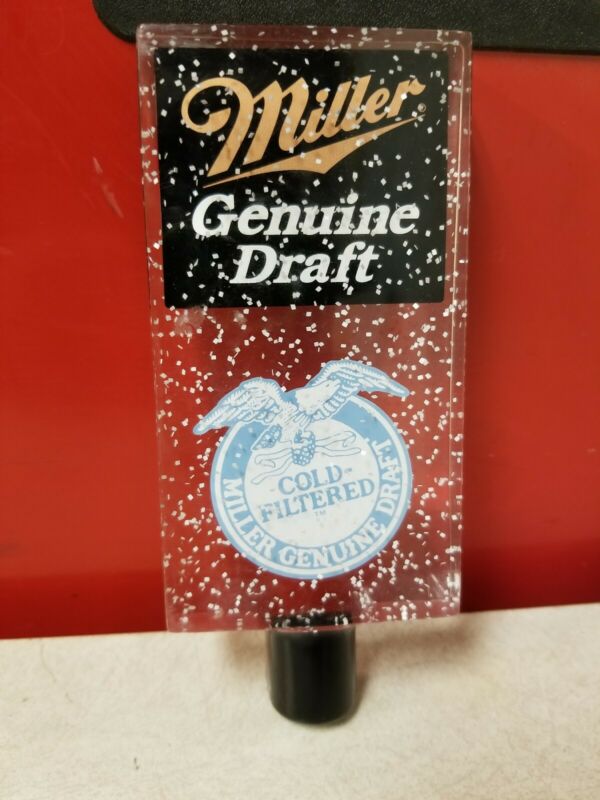 Miller
Genuine
Draft
COLD-
FILTERED
TM
MILLER GENUINE DRAFT